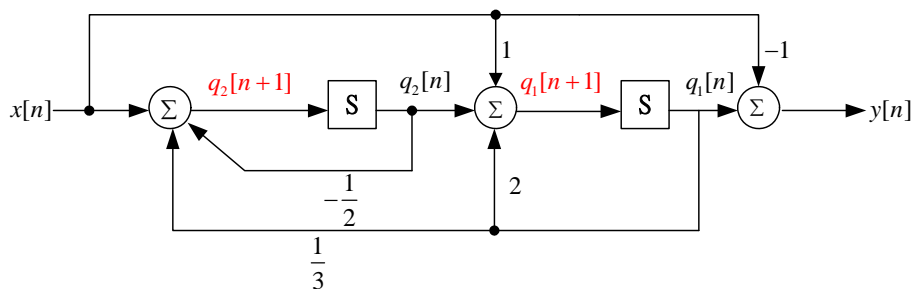 1
−1
q₂[n+1]
q₂[n]
q₁[n+1]
q₁[n]
x[n]
Σ
S
Σ
S
Σ
y[n]
−1/2
2
1/3